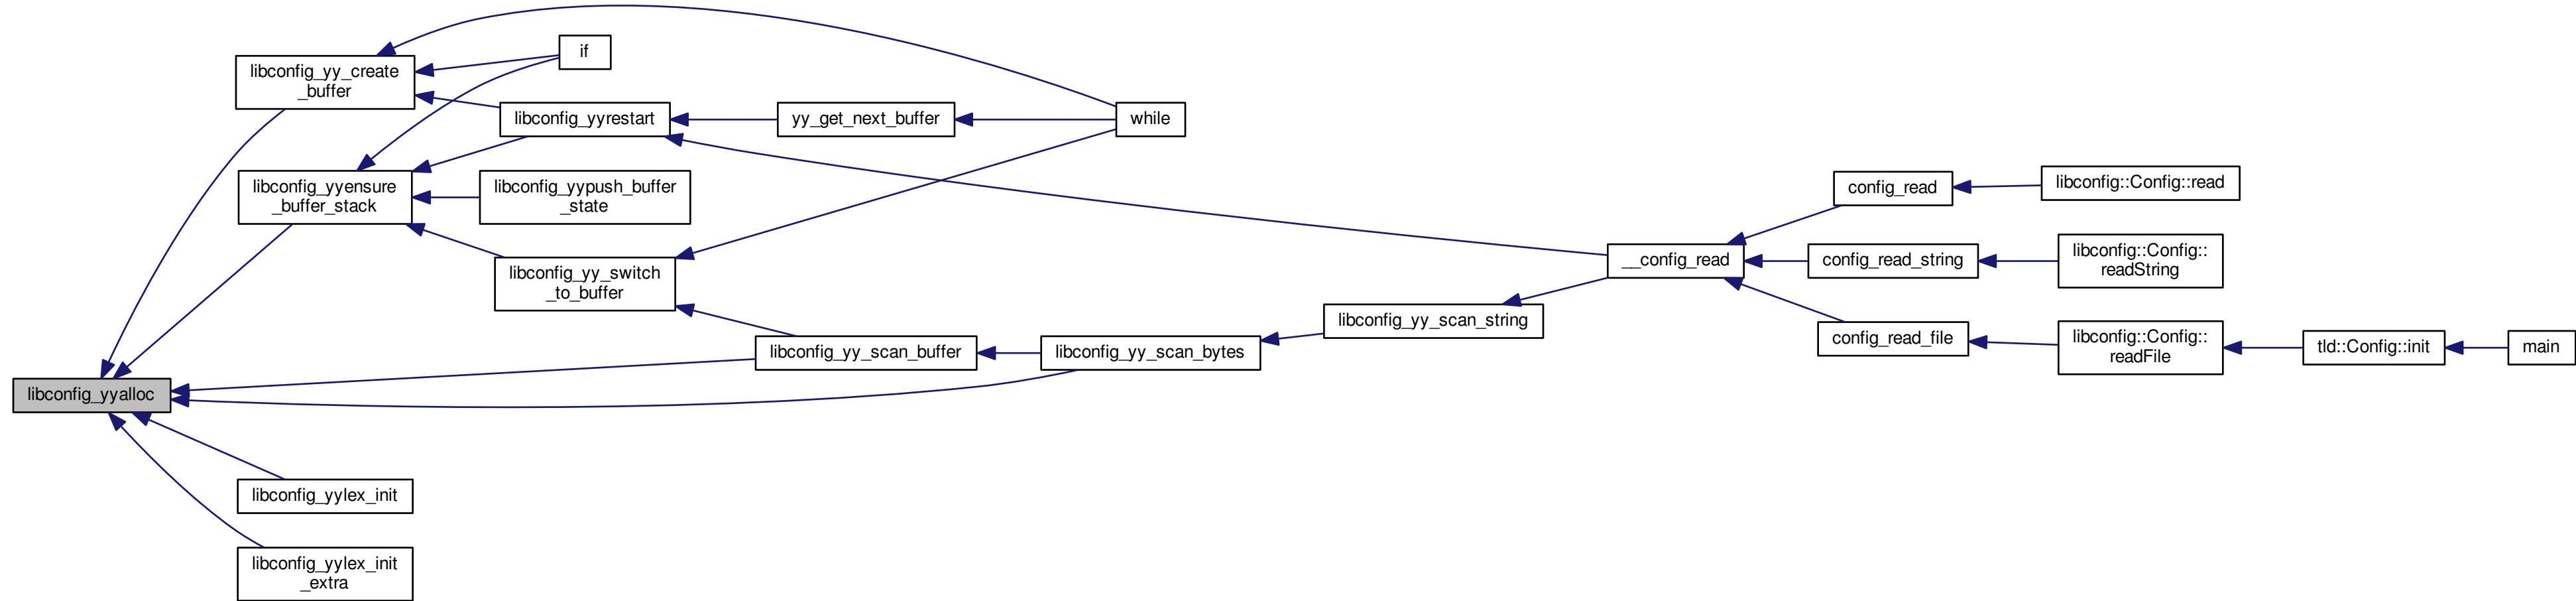 libconfig_yy_create
_buffer
if
libconfig_yyrestart
yy_get_next_buffer
while
libconfig_yyensure
_buffer_stack
libconfig_yypush_buffer
_state
libconfig_yy_switch
_to_buffer
libconfig_yy_scan_buffer
libconfig_yy_scan_bytes
libconfig_yy_scan_string
__config_read
config_read
libconfig::Config::read
config_read_string
libconfig::Config::
readString
config_read_file
libconfig::Config::
readFile
tld::Config::init
main
libconfig_yyalloc
libconfig_yylex_init
libconfig_yylex_init
_extra